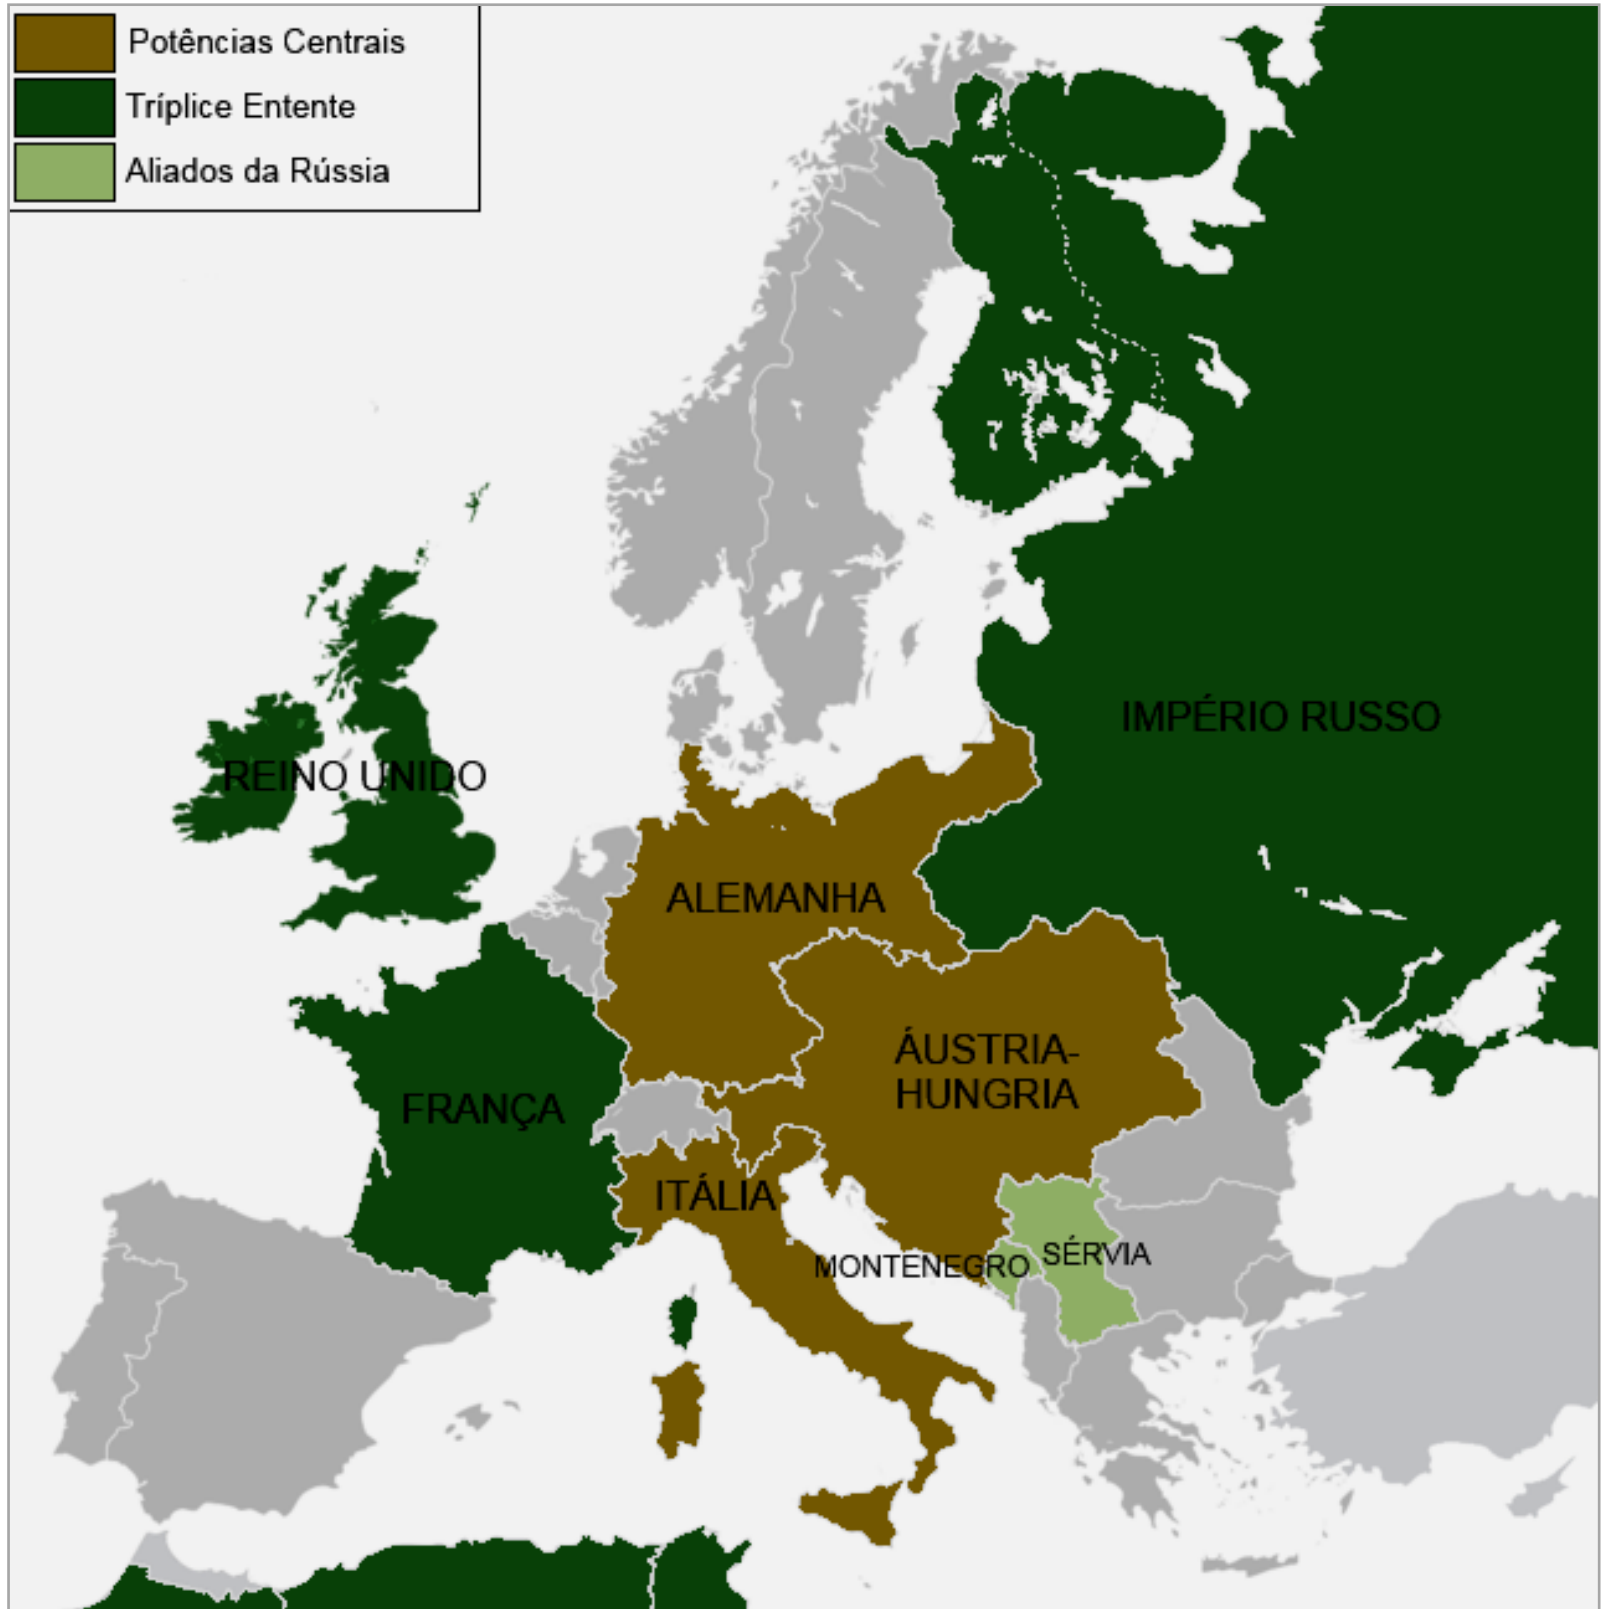 Potências Centrais
Tríplice Entente
Aliados da Rússia
IMPÉRIO RUSSO
REINO UNIDO
ALEMANHA
ÁUSTRIA-
HUNGRIA
FRANÇA
ITÁLIA
MONTENEGRO
SÉRVIA